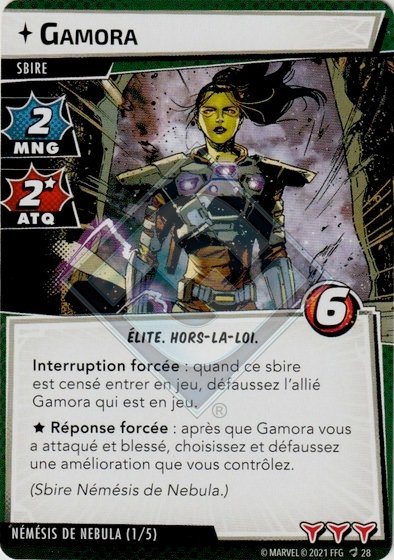 GAMORA
SBIRE
2
MNG
2★
ATQ
6
ÉLITE. HORS-LA-LOI.
Interruption forcée : quand ce sbire
est censé entrer en jeu, défaussez l'allié
Gamora qui est en jeu.
★ Réponse forcée : après que Gamora vous
a attaqué et blessé, choisissez et défaussez
une amélioration que vous contrôlez.
(Sbire Némésis de Nebula.)
NÉMÉSIS DE NEBULA (1/5)
© MARVEL © 2021 FFG 28
®